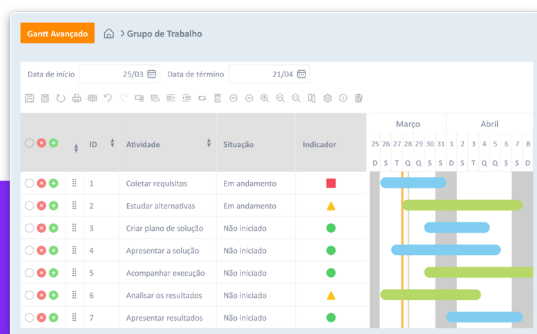 Gantt Avançado > Grupo de Trabalho
Data de início 25/03 Data de término 21/04
Março Abril
ID Atividade Situação Indicador
25 26 27 28 29 30 31 1 2 3 4 5 6 7 8
D S T Q Q S S D S T Q Q S S D
1 Coletar requisitos Em andamento
2 Estudar alternativas Em andamento
3 Criar plano de solução Não iniciado
4 Apresentar a solução Não iniciado
5 Acompanhar execução Não iniciado
6 Analisar os resultados Não iniciado
7 Apresentar resultados Não iniciado